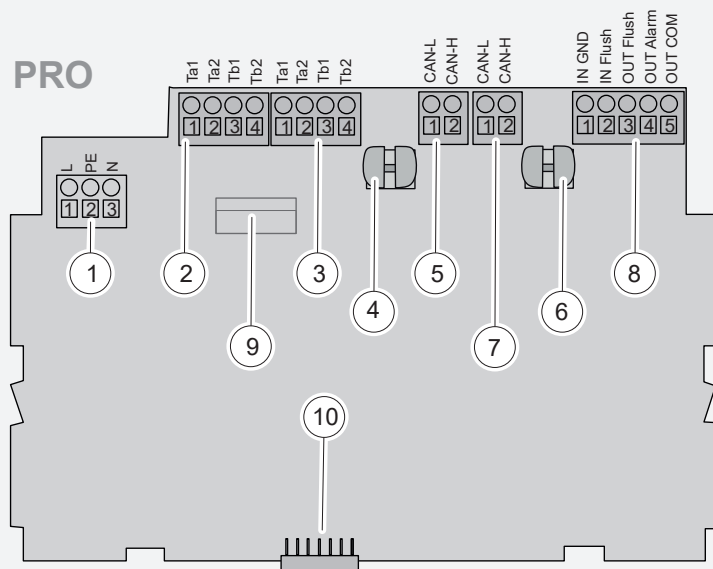 PRO
Ta1 Ta2 Tb1 Tb2 Ta1 Ta2 Tb1 Tb2 CAN-L CAN-H CAN-L CAN-H IN GND IN Flush OUT Flush OUT Alarm OUT COM
1 2 3 4 1 2 3 4 1 2 1 2 1 2 3 4 5
L PE N
1 2 3
1 2 3 4 5 6 7 8
9
10